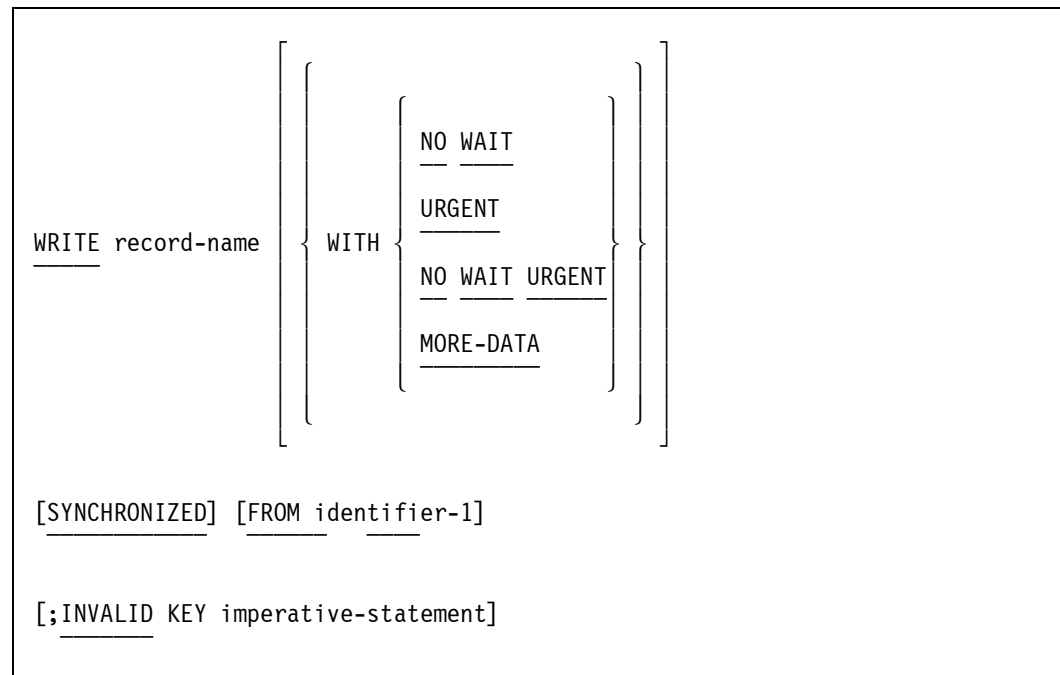 NO WAIT
URGENT
WRITE record-name [ { WITH {
NO WAIT URGENT } } ]
MORE-DATA
[SYNCHRONIZED] [FROM identifier-1]
[;INVALID KEY imperative-statement]